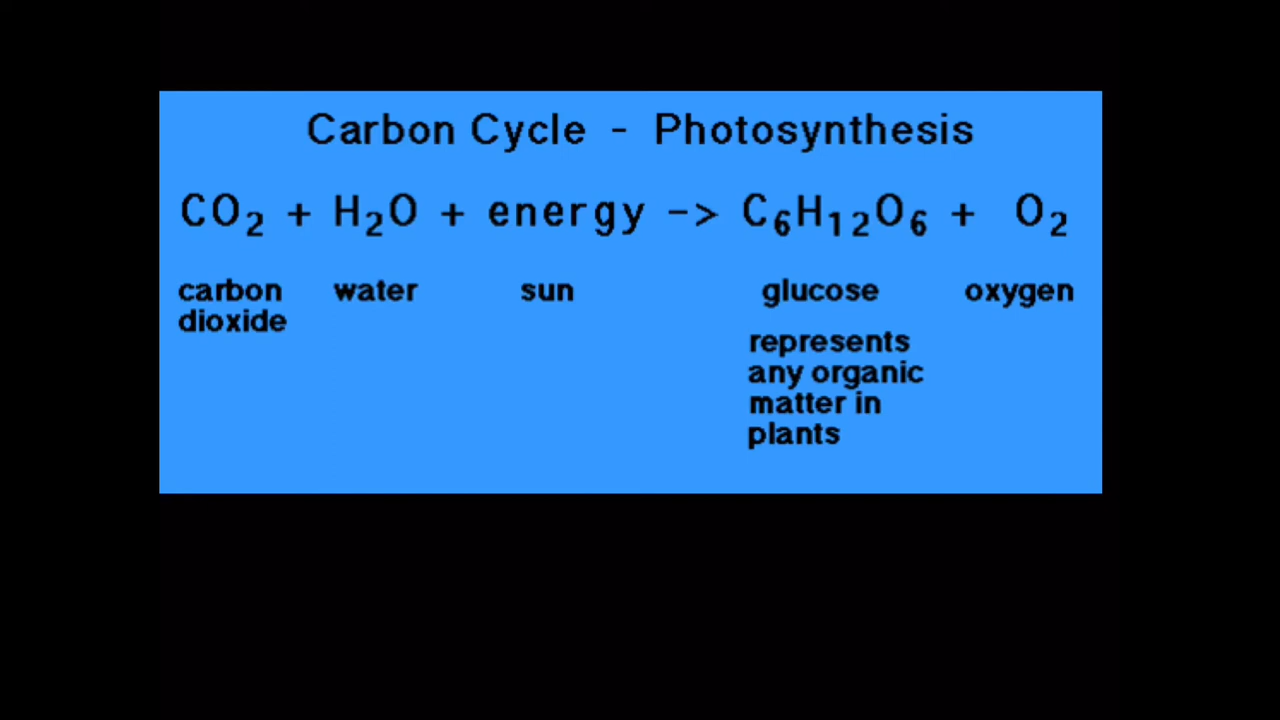 Carbon Cycle - Photosynthesis
CO₂ + H₂O + energy -> C₆H₁₂O₆ + O₂
carbon dioxide water sun glucose oxygen
represents
any organic
matter in
plants